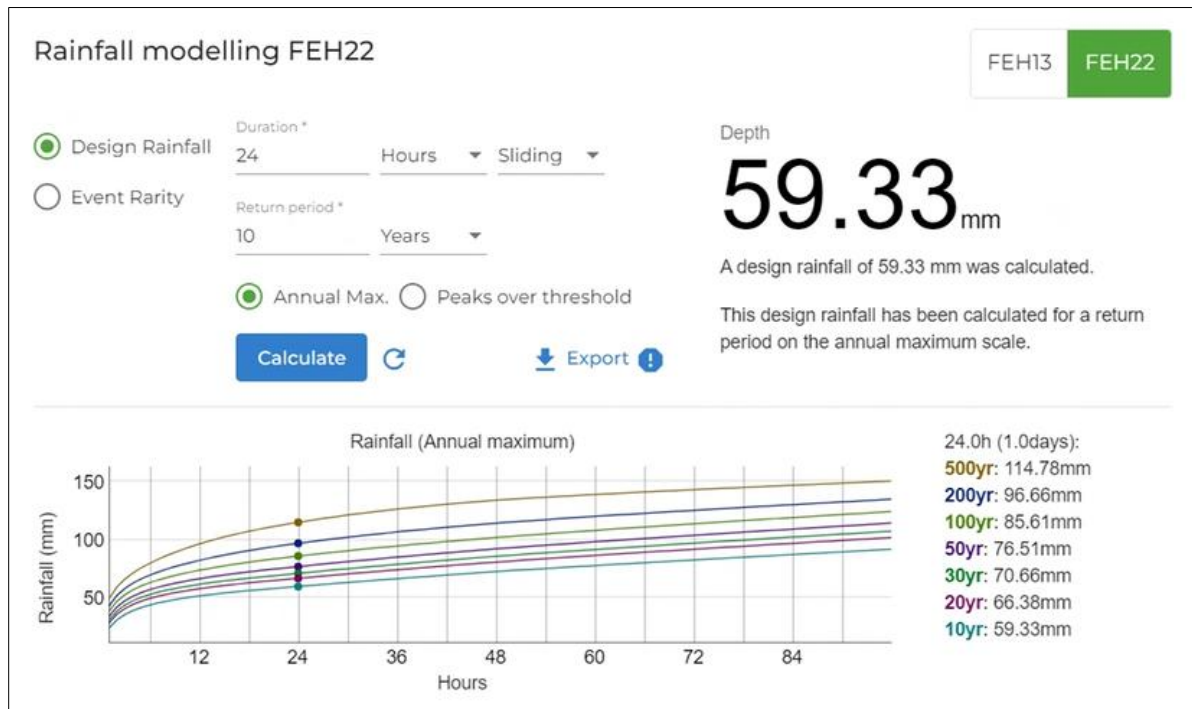 Rainfall modelling FEH22
FEH13
FEH22
Design Rainfall
Event Rarity
Duration *
24
Hours
Sliding
Return period *
10
Years
Annual Max.
Peaks over threshold
Calculate
Export
Depth
59.33 mm
A design rainfall of 59.33 mm was calculated.
This design rainfall has been calculated for a return
period on the annual maximum scale.
Rainfall (Annual maximum)
Rainfall (mm)
150
100
50
12 24 36 48 60 72 84
Hours
24.0h (1.0days):
500yr: 114.78mm
200yr: 96.66mm
100yr: 85.61mm
50yr: 76.51mm
30yr: 70.66mm
20yr: 66.38mm
10yr: 59.33mm